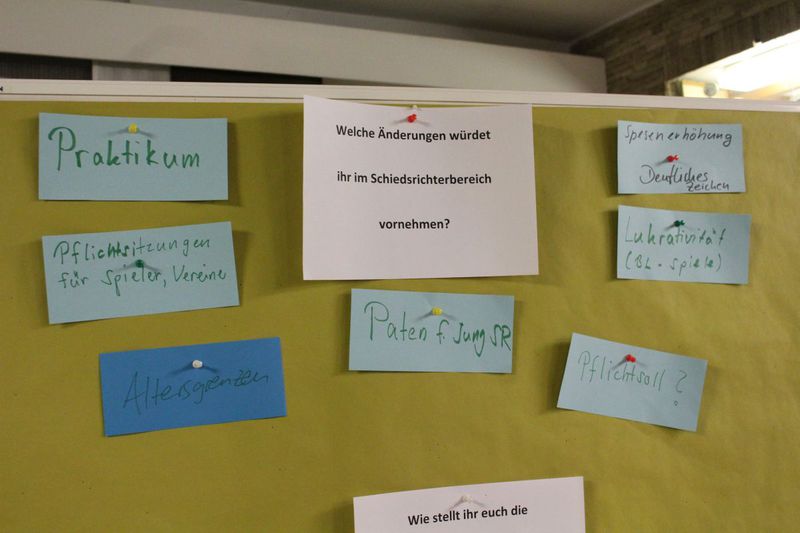 Welche Änderungen würdet
ihr im Schiedsrichterbereich
vornehmen?
Praktikum
Pflichtsitzungen
für Spieler, Vereine
Altersgrenzen
Paten f. Jung SR
Spesenerhöhung
Deutliches
zeichen
Lukrativität
(BL-Spiele)
Pflichtsoll?
Wie stellt ihr euch die